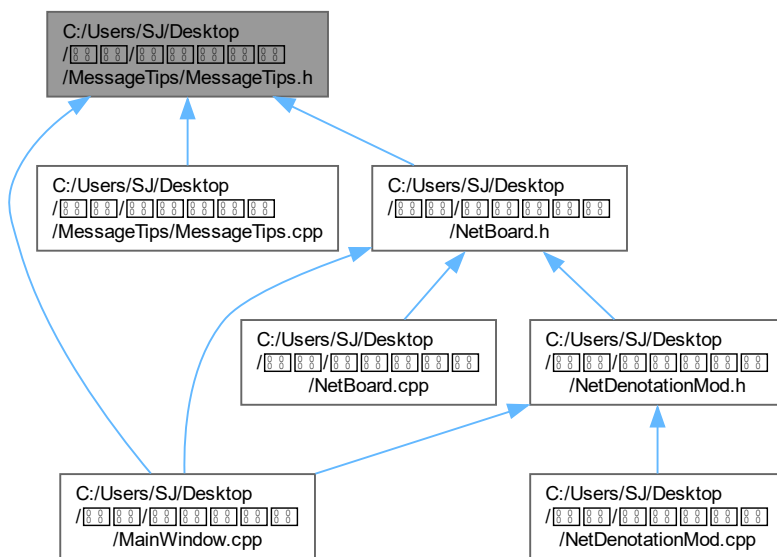 C:/Users/SJ/Desktop
//
/MessageTips/MessageTips.h
C:/Users/SJ/Desktop
//
/MessageTips/MessageTips.cpp
C:/Users/SJ/Desktop
//
/NetBoard.h
C:/Users/SJ/Desktop
//
/NetBoard.cpp
C:/Users/SJ/Desktop
//
/NetDenotationMod.h
C:/Users/SJ/Desktop
//
/MainWindow.cpp
C:/Users/SJ/Desktop
//
/NetDenotationMod.cpp